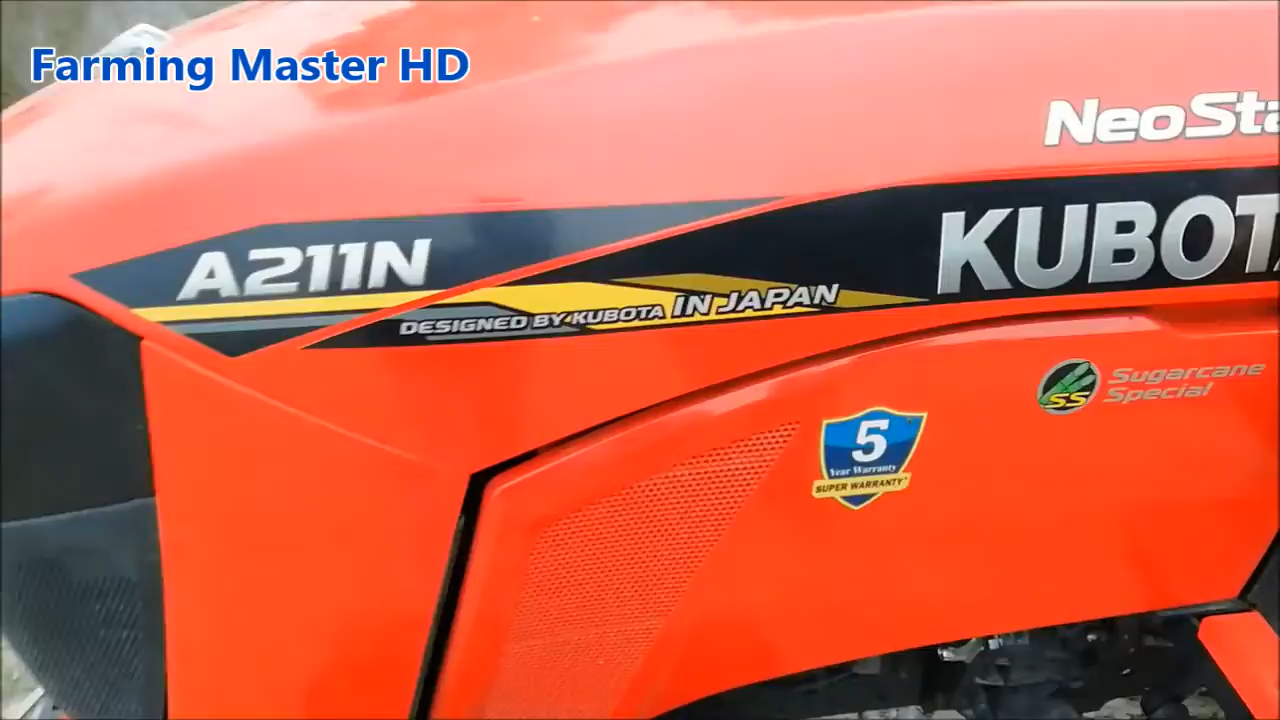 Farming Master HD
NeoSta
KUBOTA
A211N
DESIGNED BY KUBOTA IN JAPAN
SS
Sugarcane
Special
5
Year Warranty
SUPER WARRANTY*